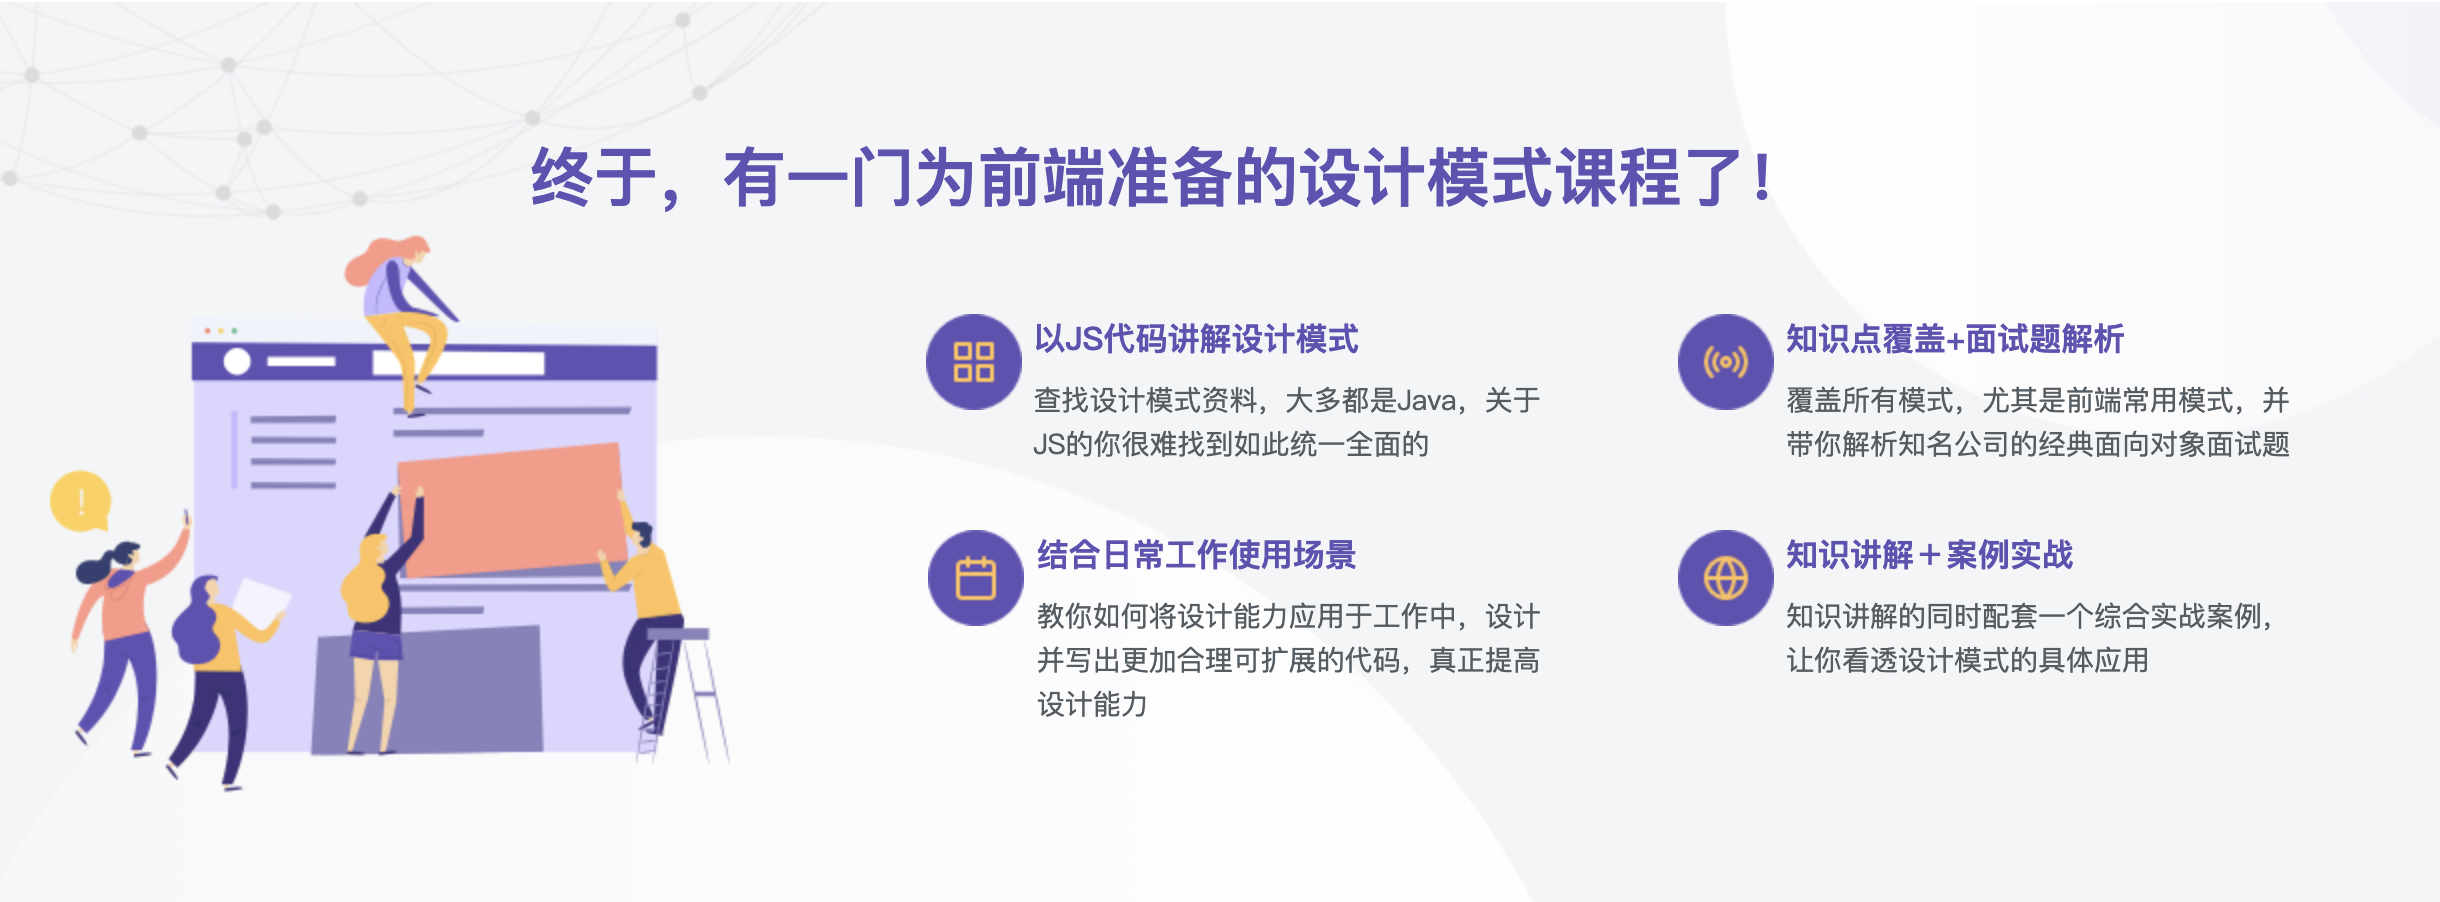 终于，有一门为前端准备的设计模式课程了！
以JS代码讲解设计模式
查找设计模式资料，大多都是Java，关于
JS的你很难找到如此统一全面的
知识点覆盖+面试题解析
覆盖所有模式，尤其是前端常用模式，并
带你解析知名公司的经典面向对象面试题
!
结合日常工作使用场景
教你如何将设计能力应用于工作中，设计
并写出更加合理可扩展的代码，真正提高
设计能力
知识讲解＋案例实战
知识讲解的同时配套一个综合实战案例，
让你看透设计模式的具体应用